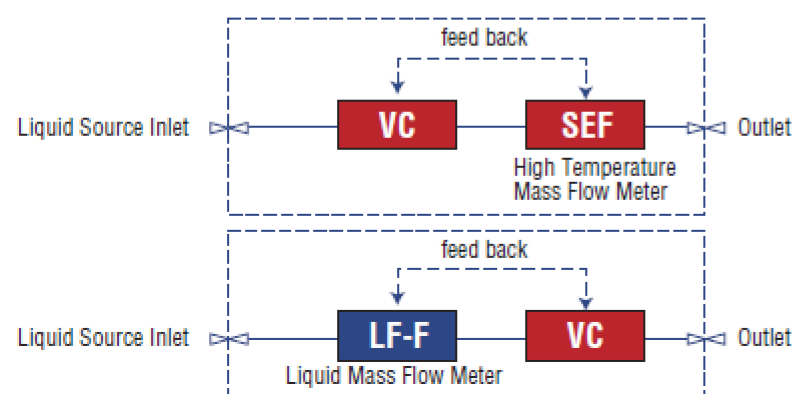 feed back
Liquid Source Inlet
VC
SEF
Outlet
High Temperature
Mass Flow Meter
feed back
Liquid Source Inlet
LF-F
VC
Outlet
Liquid Mass Flow Meter